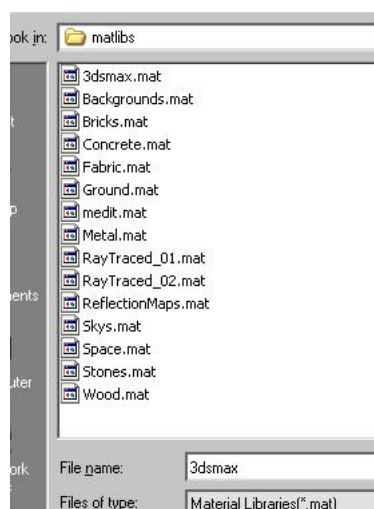 ook in:
matlibs
3dsmax.mat
Backgrounds.mat
Bricks.mat
Concrete.mat
Fabric.mat
Ground.mat
medit.mat
Metal.mat
RayTraced_01.mat
RayTraced_02.mat
ReflectionMaps.mat
Skys.mat
Space.mat
Stones.mat
Wood.mat
t
p
ents
uter
ork
File name: 3dsmax
Files of type: Material Libraries(*.mat)